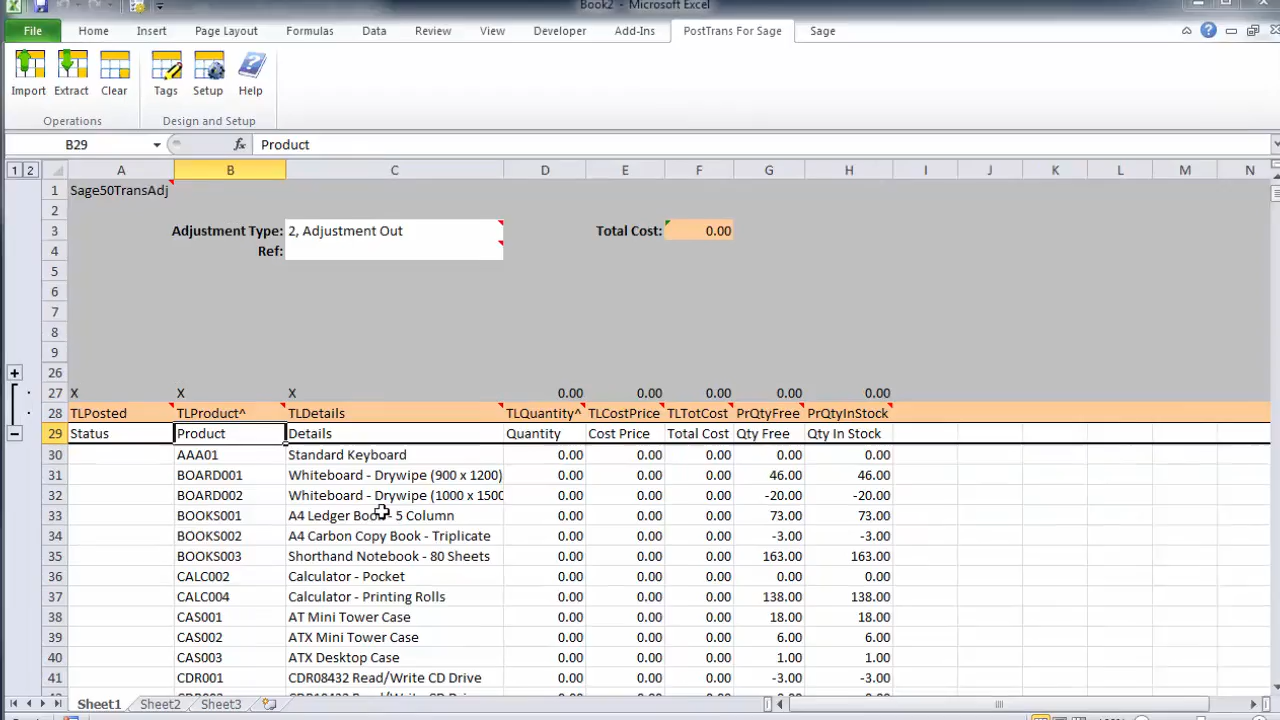 Book2 - Microsoft Excel
File Home Insert Page Layout Formulas Data Review View Developer Add-Ins PostTrans For Sage Sage
Import Extract Clear Tags Setup Help
Operations Design and Setup
B29 fx Product
1 2 A B C D E F G H I J K L M N
1 Sage50TransAdj
2
3 Adjustment Type: 2, Adjustment Out Total Cost: 0.00
4 Ref:
5
6
7
8
9
26
27 X X X 0.00 0.00 0.00 0.00 0.00
28 TLPosted TLProduct^ TLDetails TLQuantity^ TLCostPrice TLTotCost PrQtyFree PrQtyInStock
29 Status Product Details Quantity Cost Price Total Cost Qty Free Qty In Stock
30 AAA01 Standard Keyboard 0.00 0.00 0.00 0.00 0.00
31 BOARD001 Whiteboard - Drywipe (900 x 1200) 0.00 0.00 0.00 46.00 46.00
32 BOARD002 Whiteboard - Drywipe (1000 x 1500 0.00 0.00 0.00 -20.00 -20.00
33 BOOKS001 A4 Ledger Book - 5 Column 0.00 0.00 0.00 73.00 73.00
34 BOOKS002 A4 Carbon Copy Book - Triplicate 0.00 0.00 0.00 -3.00 -3.00
35 BOOKS003 Shorthand Notebook - 80 Sheets 0.00 0.00 0.00 163.00 163.00
36 CALC002 Calculator - Pocket 0.00 0.00 0.00 0.00 0.00
37 CALC004 Calculator - Printing Rolls 0.00 0.00 0.00 138.00 138.00
38 CAS001 AT Mini Tower Case 0.00 0.00 0.00 18.00 18.00
39 CAS002 ATX Mini Tower Case 0.00 0.00 0.00 6.00 6.00
40 CAS003 ATX Desktop Case 0.00 0.00 0.00 1.00 1.00
41 CDR001 CDR08432 Read/Write CD Drive 0.00 0.00 0.00 -3.00 -3.00
Sheet1 Sheet2 Sheet3